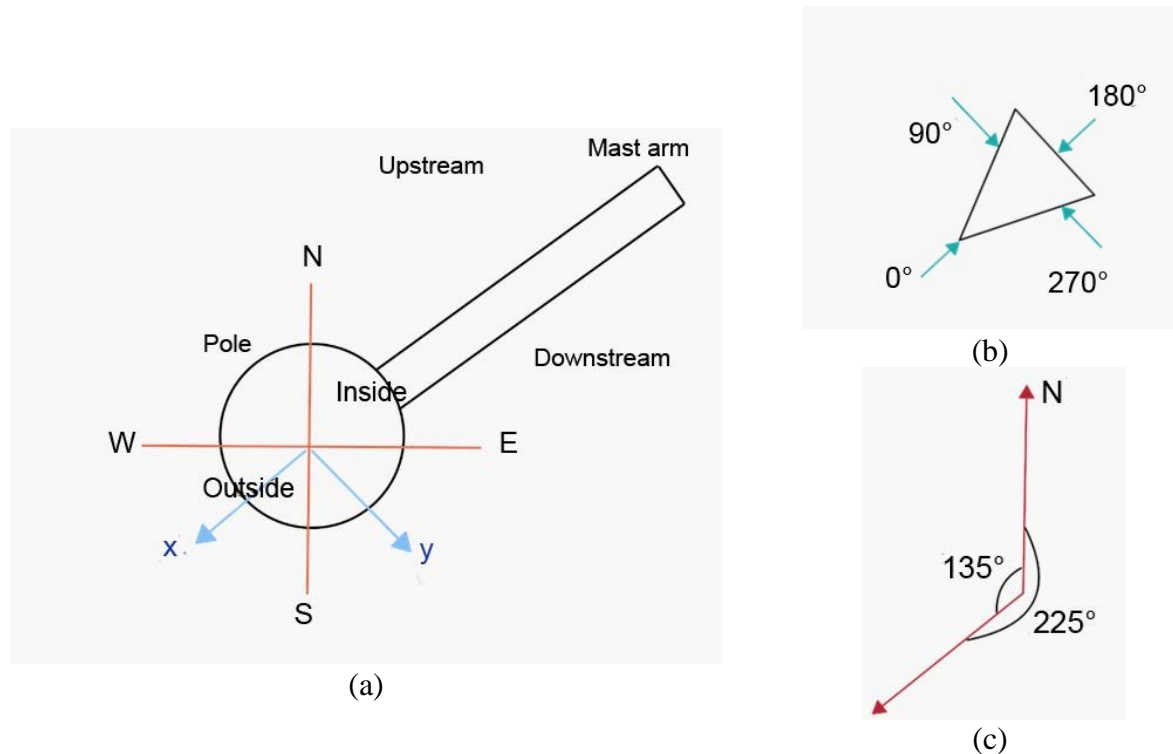 Upstream
Mast arm
N
Pole
Inside
Downstream
W
E
Outside
x
y
S
(a)
90°
180°
0°
270°
(b)
N
135°
225°
(c)